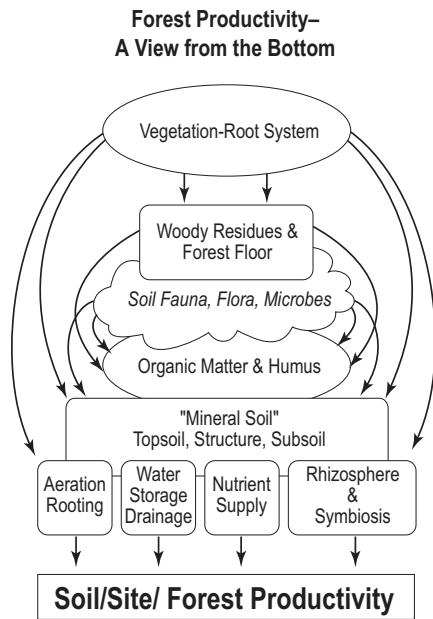 Forest Productivity–
A View from the Bottom
Vegetation-Root System
Woody Residues &
Forest Floor
Soil Fauna, Flora, Microbes
Organic Matter & Humus
"Mineral Soil"
Topsoil, Structure, Subsoil
Aeration
Rooting
Water
Storage
Drainage
Nutrient
Supply
Rhizosphere
&
Symbiosis
Soil/Site/ Forest Productivity